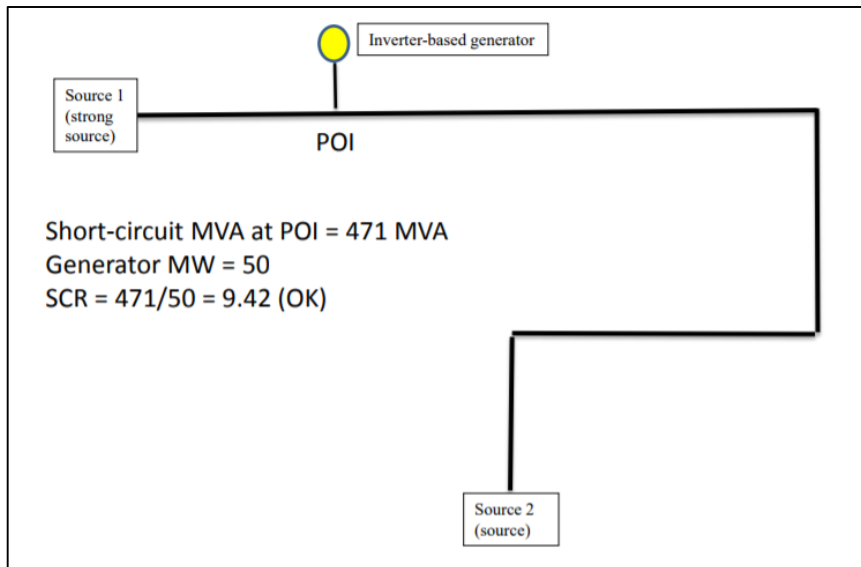 Inverter-based generator
Source 1
(strong
source)
POI
Short-circuit MVA at POI = 471 MVA
Generator MW = 50
SCR = 471/50 = 9.42 (OK)
Source 2
(source)